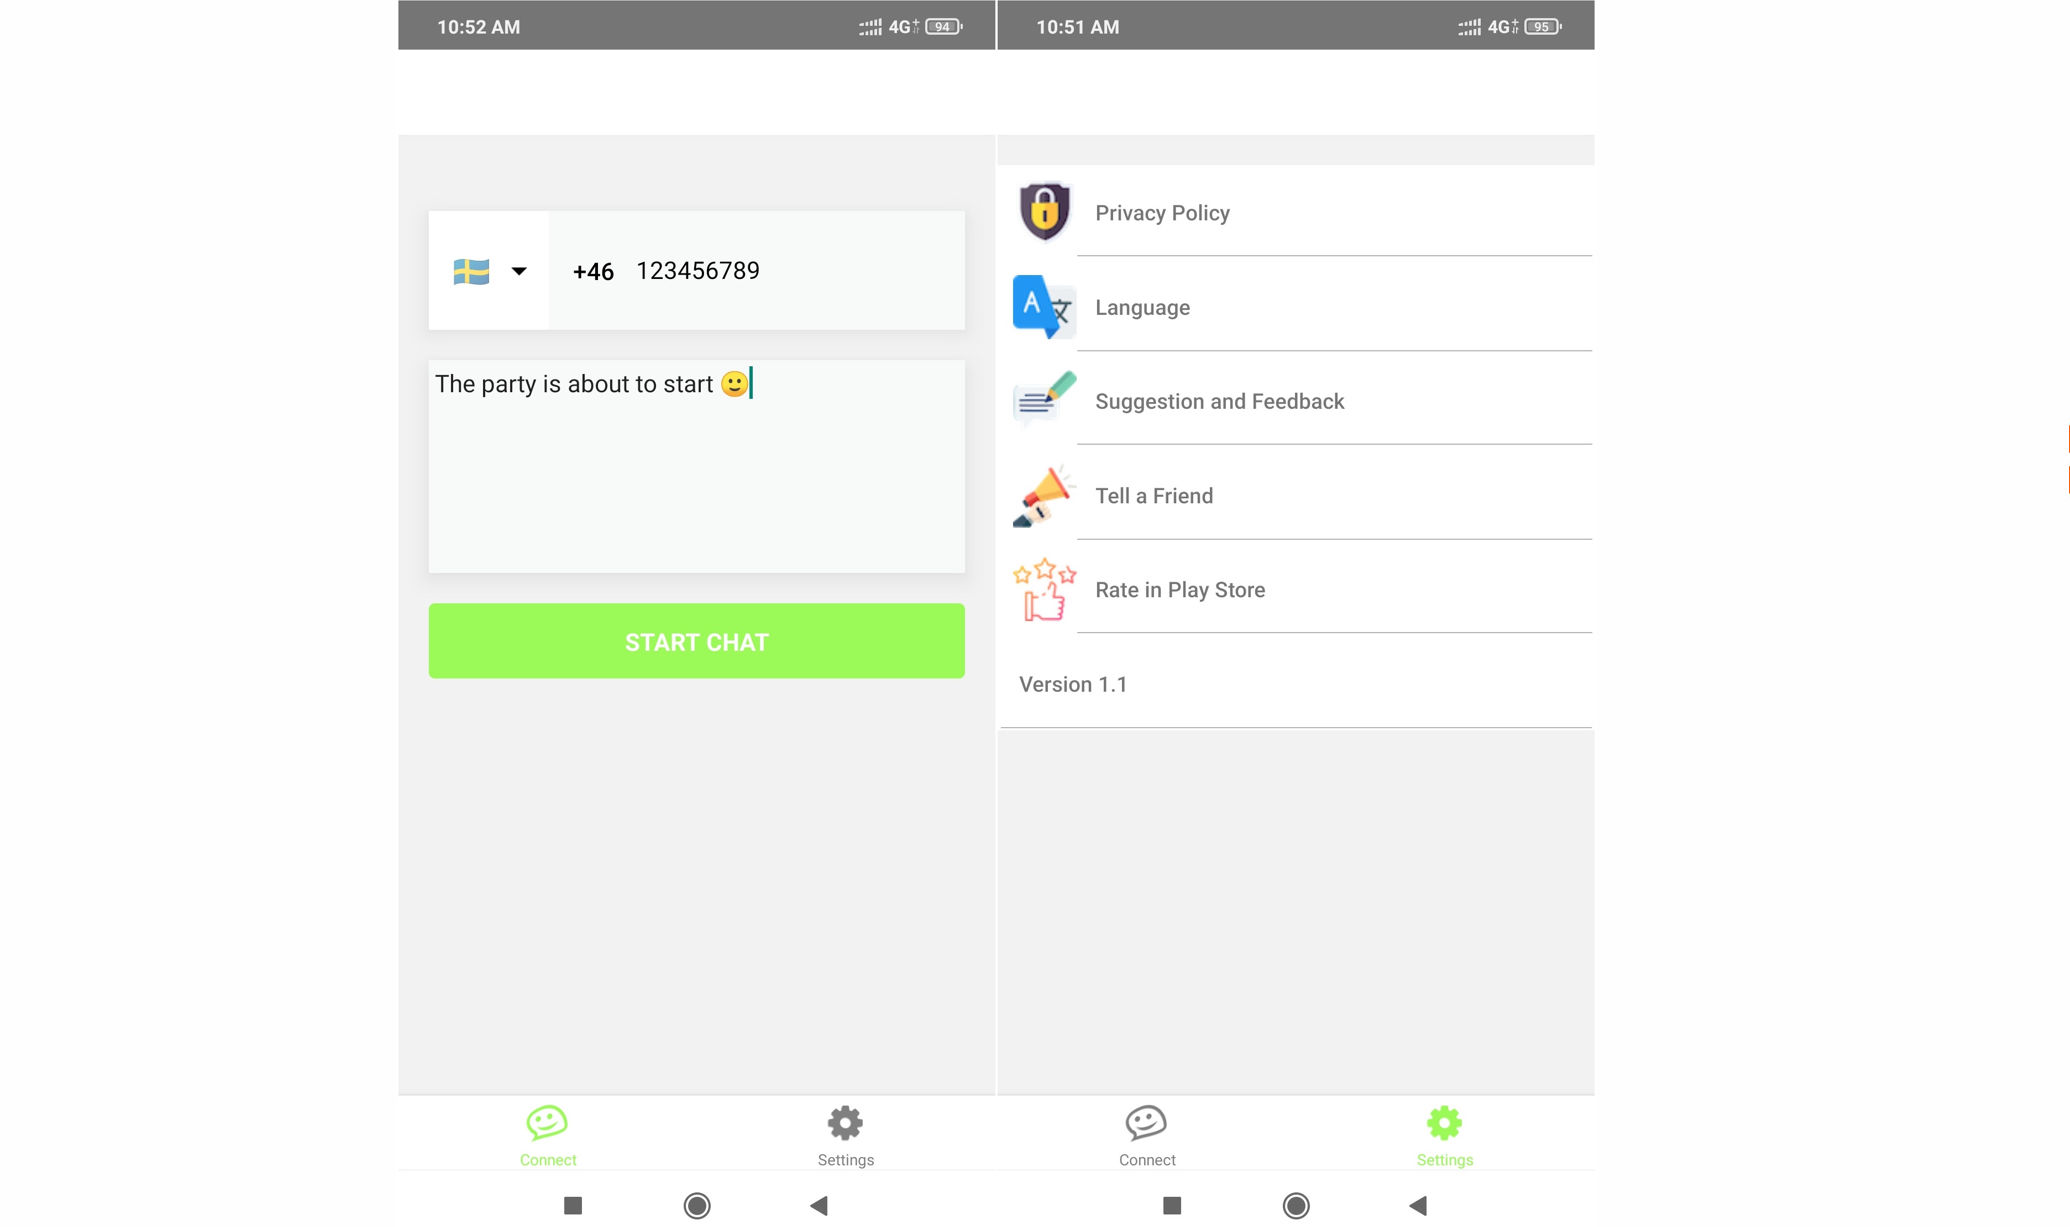 10:52 AM 4G+ 94
+46 123456789
The party is about to start 🙂
START CHAT
Connect Settings
10:51 AM 4G+ 95
Privacy Policy
A 文 Language
Suggestion and Feedback
Tell a Friend
Rate in Play Store
Version 1.1
Connect Settings